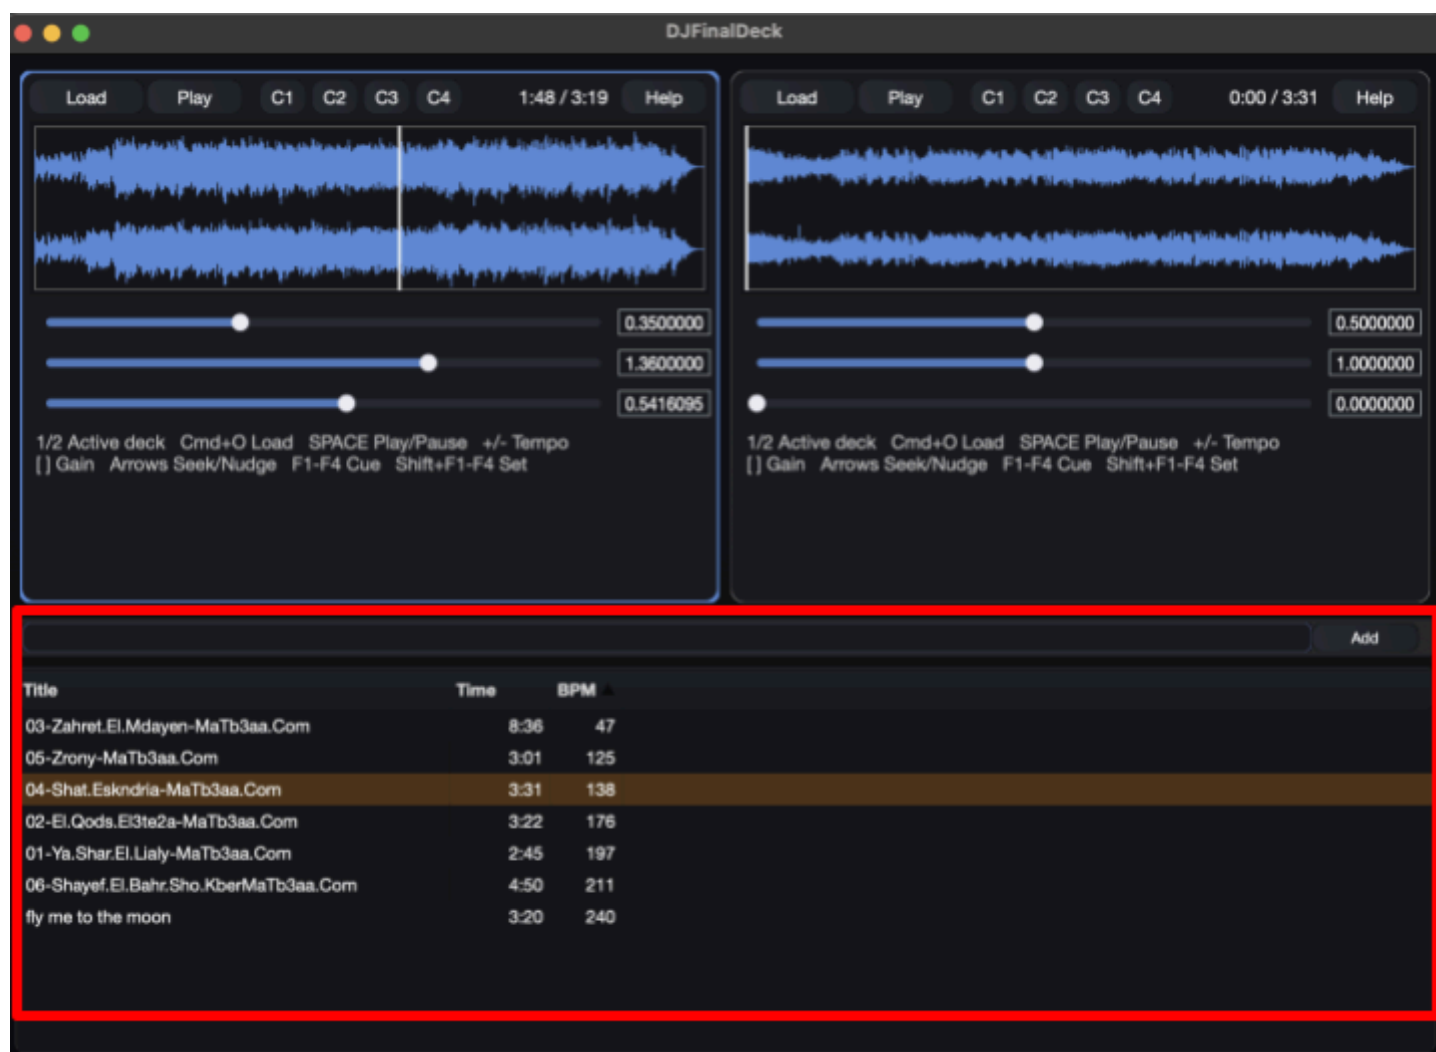 DJFinalDeck
Load Play C1 C2 C3 C4 1:48 / 3:19 Help
0.3500000
1.3600000
0.5416095
1/2 Active deck Cmd+O Load SPACE Play/Pause +/- Tempo
[ ] Gain Arrows Seek/Nudge F1-F4 Cue Shift+F1-F4 Set
Load Play C1 C2 C3 C4 0:00 / 3:31 Help
0.5000000
1.0000000
0.0000000
1/2 Active deck Cmd+O Load SPACE Play/Pause +/- Tempo
[ ] Gain Arrows Seek/Nudge F1-F4 Cue Shift+F1-F4 Set
Add
Title Time BPM
03-Zahret.El.Mdayen-MaTb3aa.Com 8:36 47
05-Zrony-MaTb3aa.Com 3:01 125
04-Shat.Eskndria-MaTb3aa.Com 3:31 138
02-El.Qods.El3te2a-MaTb3aa.Com 3:22 176
01-Ya.Shar.El.Lialy-MaTb3aa.Com 2:45 197
06-Shayef.El.Bahr.Sho.KberMaTb3aa.Com 4:50 211
fly me to the moon 3:20 240